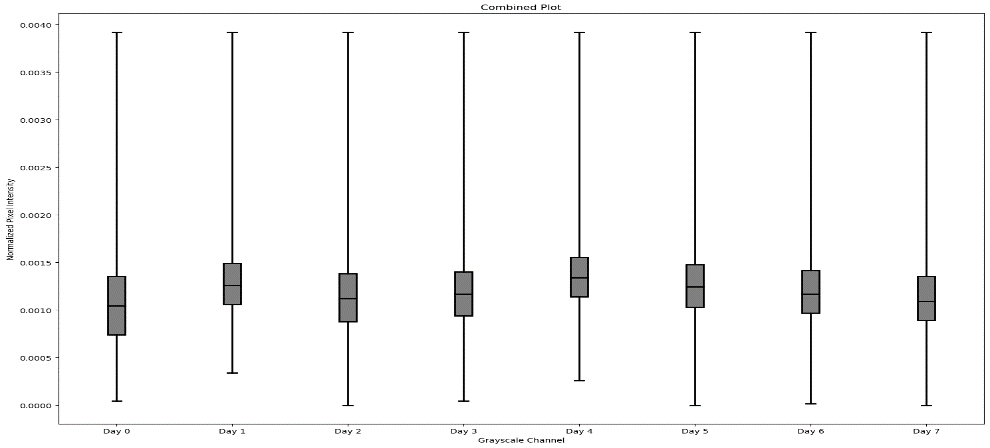 Combined Plot
0.0040
0.0035
0.0030
0.0025
0.0020
0.0015
0.0010
0.0005
0.0000
Normalized Pixel Intensity
Day 0 Day 1 Day 2 Day 3 Day 4 Day 5 Day 6 Day 7
Grayscale Channel